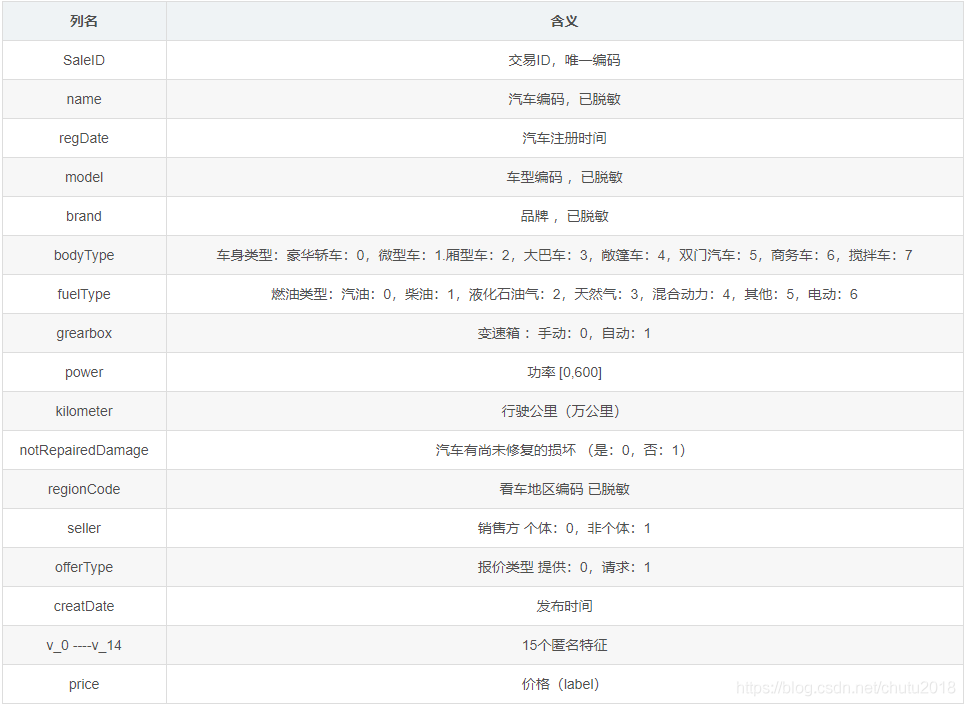 列名 含义
SaleID 交易ID，唯一编码
name 汽车编码，已脱敏
regDate 汽车注册时间
model 车型编码 ，已脱敏
brand 品牌 ，已脱敏
bodyType 车身类型：豪华轿车：0，微型车：1.厢型车：2，大巴车：3，敞篷车：4，双门汽车：5，商务车：6，搅拌车：7
fuelType 燃油类型：汽油：0，柴油：1，液化石油气：2，天然气：3，混合动力：4，其他：5，电动：6
grearbox 变速箱 ：手动：0，自动：1
power 功率 [0,600]
kilometer 行驶公里（万公里）
notRepairedDamage 汽车有尚未修复的损坏 （是：0，否：1）
regionCode 看车地区编码 已脱敏
seller 销售方 个体：0，非个体：1
offerType 报价类型 提供：0，请求：1
creatDate 发布时间
v_0 ----v_14 15个匿名特征
price 价格（label）
https://blog.csdn.net/chutu2018